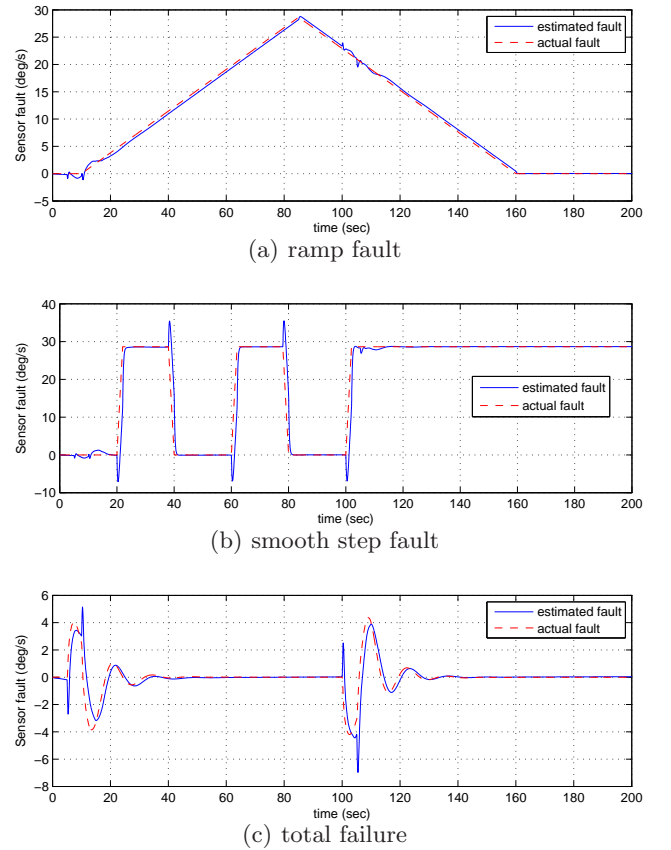 30
25
20
15
10
5
0
−5
Sensor fault (deg/s)
estimated fault
actual fault
0 20 40 60 80 100 120 140 160 180 200
time (sec)
(a) ramp fault
40
30
20
10
0
−10
Sensor fault (deg/s)
estimated fault
actual fault
0 20 40 60 80 100 120 140 160 180 200
time (sec)
(b) smooth step fault
6
4
2
0
−2
−4
−6
−8
Sensor fault (deg/s)
estimated fault
actual fault
0 20 40 60 80 100 120 140 160 180 200
time (sec)
(c) total failure